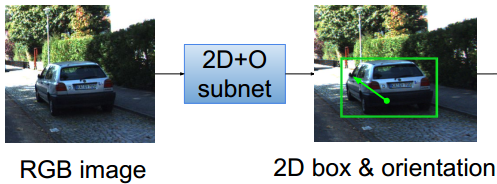 2D+O
subnet
RGB image
2D box & orientation